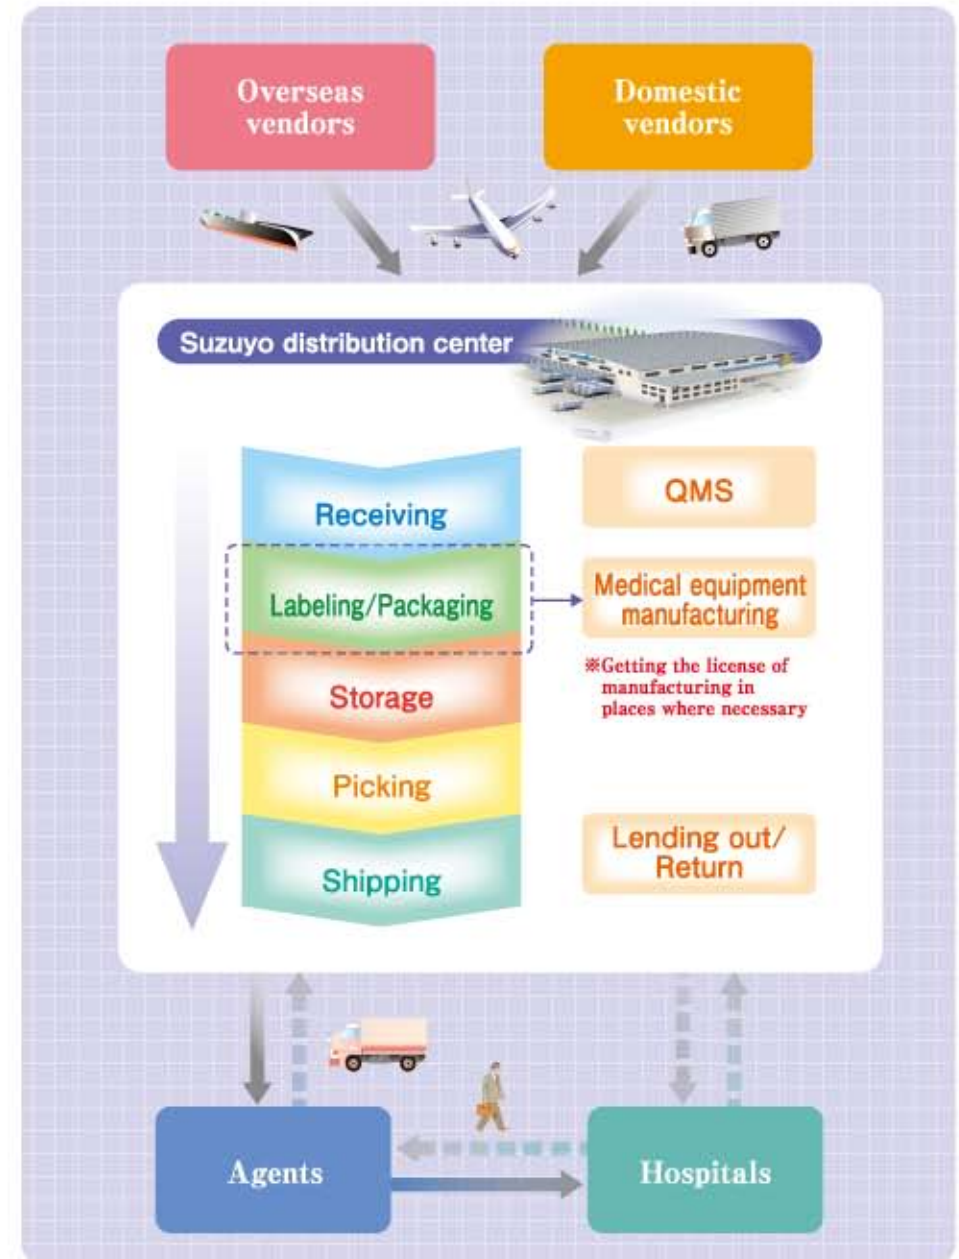 Overseas
vendors
Domestic
vendors
Suzuyo distribution center
Receiving
QMS
Labeling/Packaging
Medical equipment
manufacturing
※Getting the license of
manufacturing in
places where necessary
Storage
Picking
Shipping
Lending out/
Return
Agents
Hospitals